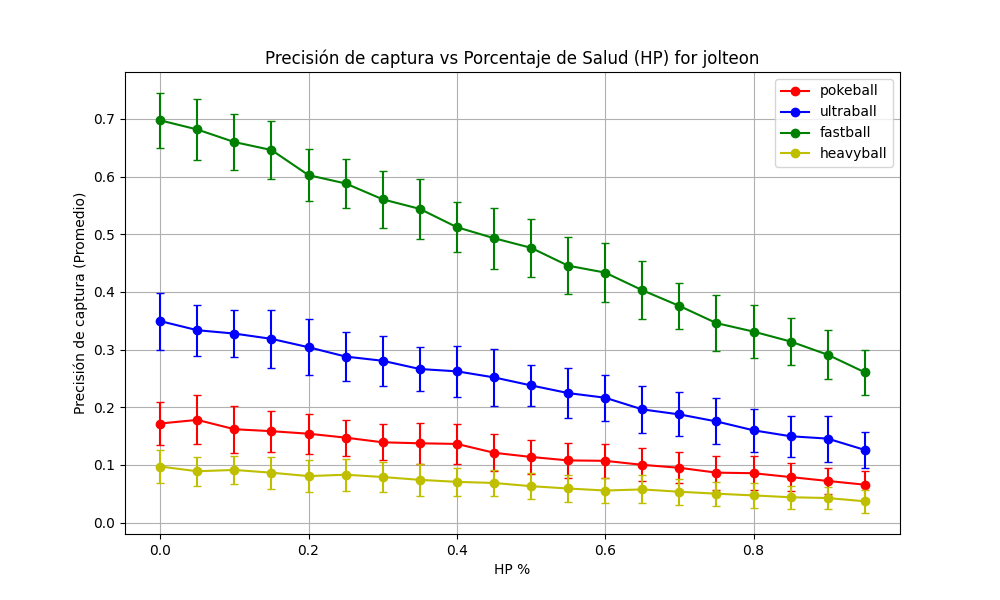 Precisión de captura vs Porcentaje de Salud (HP) for jolteon
pokeball
ultraball
fastball
heavyball
Precisión de captura (Promedio)
0.7
0.6
0.5
0.4
0.3
0.2
0.1
0.0
0.0 0.2 0.4 0.6 0.8
HP %